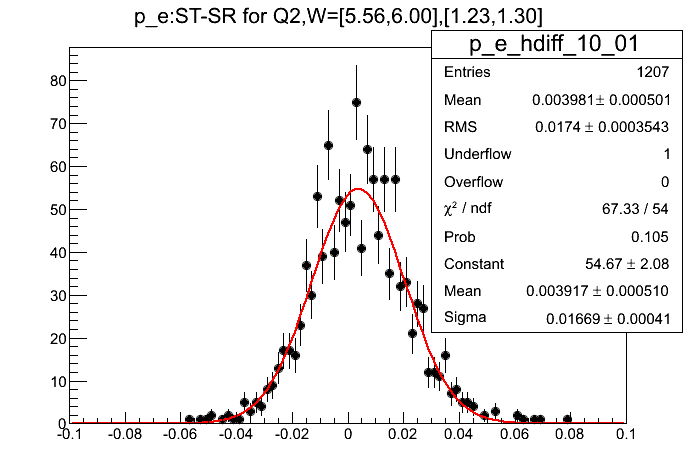 p_e:ST-SR for Q2,W=[5.56,6.00],[1.23,1.30]
p_e_hdiff_10_01
Entries 1207
Mean 0.003981 ± 0.000501
RMS 0.0174 ± 0.0003543
Underflow 1
Overflow 0
χ² / ndf 67.33 / 54
Prob 0.105
Constant 54.67 ± 2.08
Mean 0.003917 ± 0.000510
Sigma 0.01669 ± 0.00041
80
70
60
50
40
30
20
10
0
-0.1 -0.08 -0.06 -0.04 -0.02 0 0.02 0.04 0.06 0.08 0.1